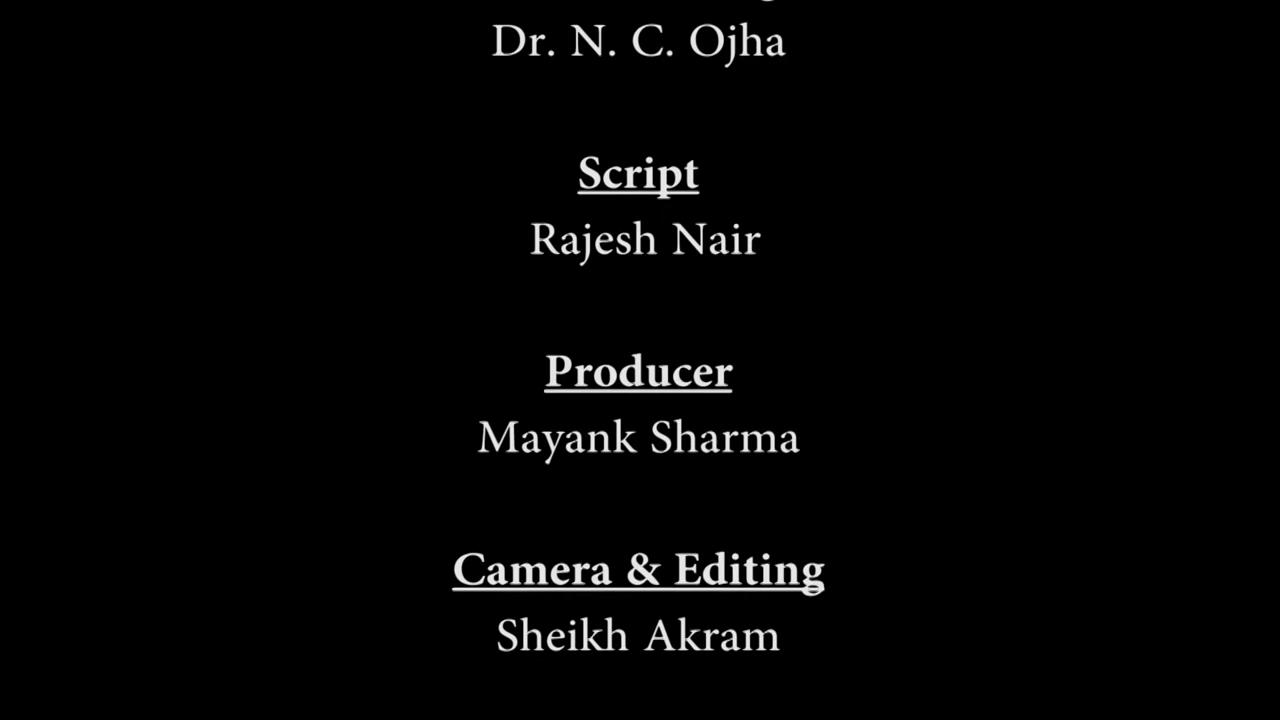 Dr. N. C. Ojha
Script
Rajesh Nair
Producer
Mayank Sharma
Camera & Editing
Sheikh Akram